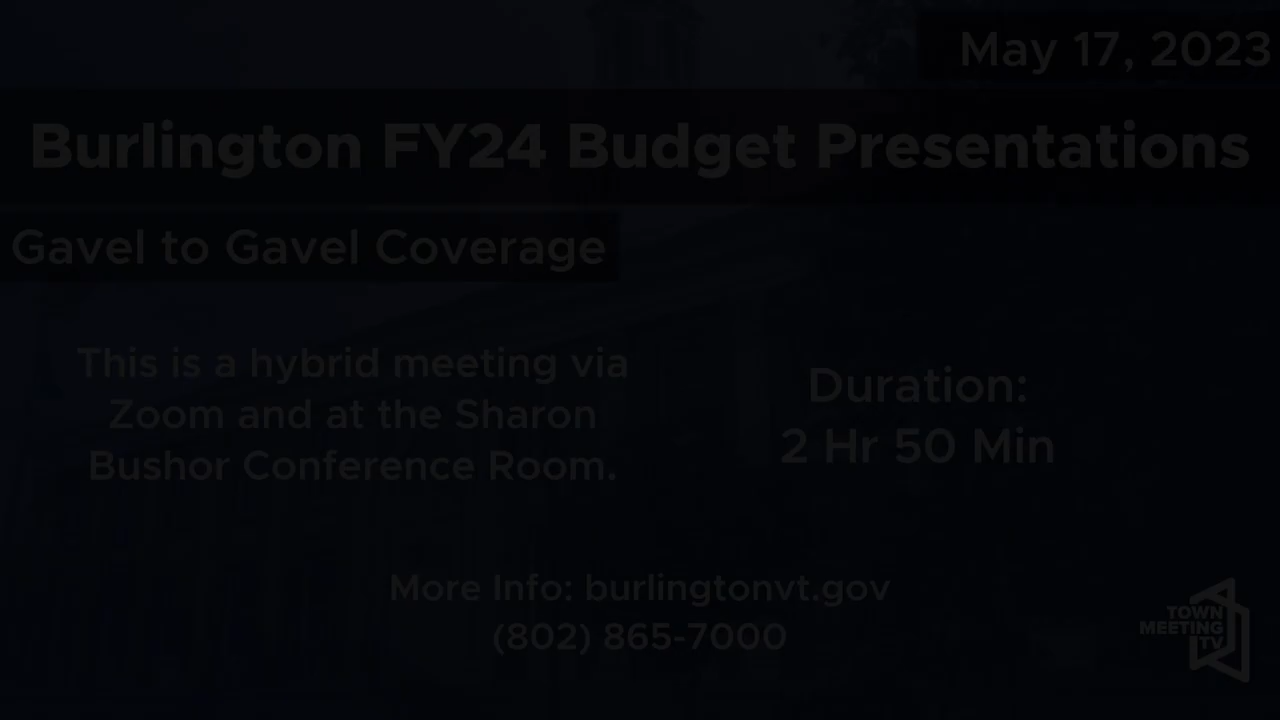 May 17, 2023
Burlington FY24 Budget Presentations
Gavel to Gavel Coverage
This is a hybrid meeting via
Zoom and at the Sharon
Bushor Conference Room.
Duration:
2 Hr 50 Min
More Info: burlingtonvt.gov
(802) 865-7000
TOWN
MEETING
TV